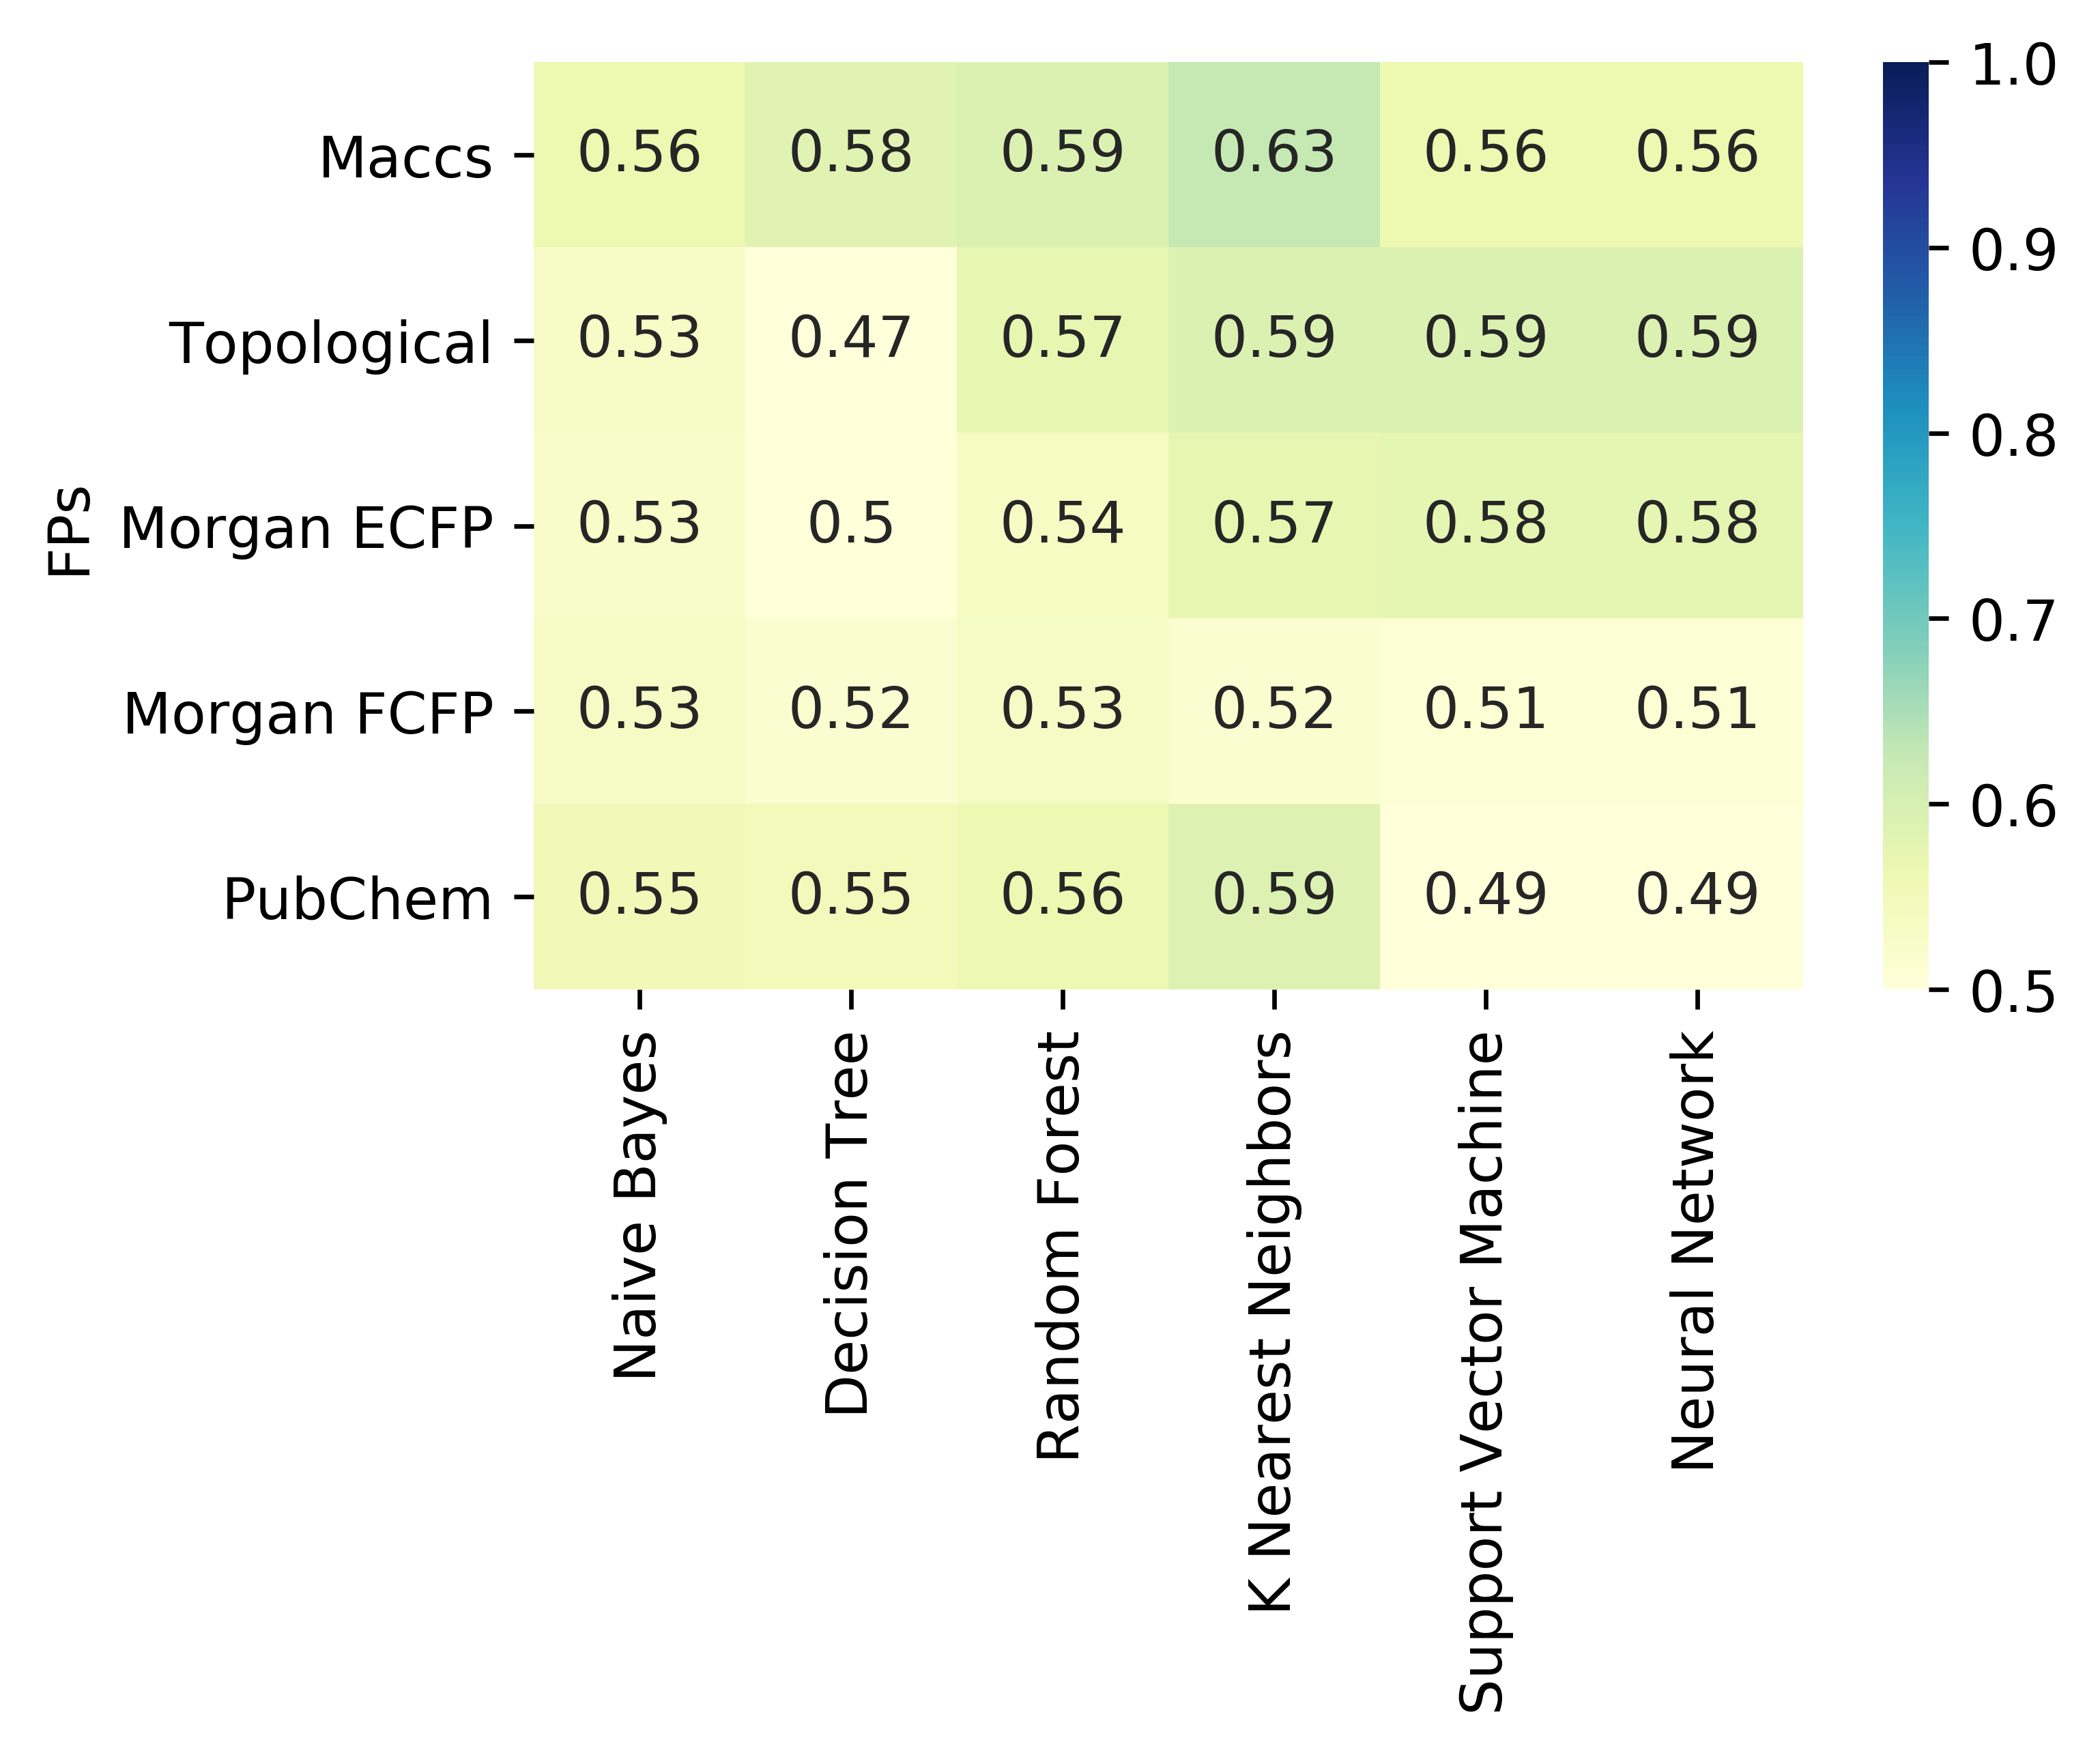 FPs
Maccs 0.56 0.58 0.59 0.63 0.56 0.56
Topological 0.53 0.47 0.57 0.59 0.59 0.59
Morgan ECFP 0.53 0.5 0.54 0.57 0.58 0.58
Morgan FCFP 0.53 0.52 0.53 0.52 0.51 0.51
PubChem 0.55 0.55 0.56 0.59 0.49 0.49
Naive Bayes
Decision Tree
Random Forest
K Nearest Neighbors
Support Vector Machine
Neural Network
1.0
0.9
0.8
0.7
0.6
0.5